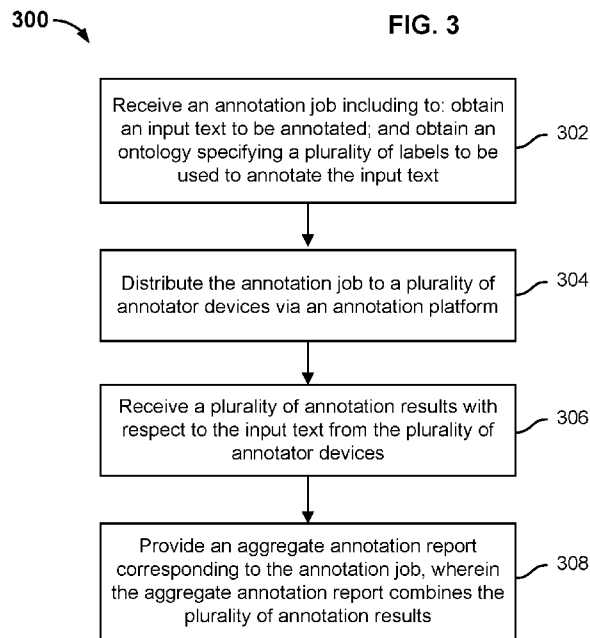 300
FIG. 3
Receive an annotation job including to: obtain
an input text to be annotated; and obtain an
ontology specifying a plurality of labels to be
used to annotate the input text
302
Distribute the annotation job to a plurality of
annotator devices via an annotation platform
304
Receive a plurality of annotation results with
respect to the input text from the plurality of
annotator devices
306
Provide an aggregate annotation report
corresponding to the annotation job, wherein
the aggregate annotation report combines the
plurality of annotation results
308